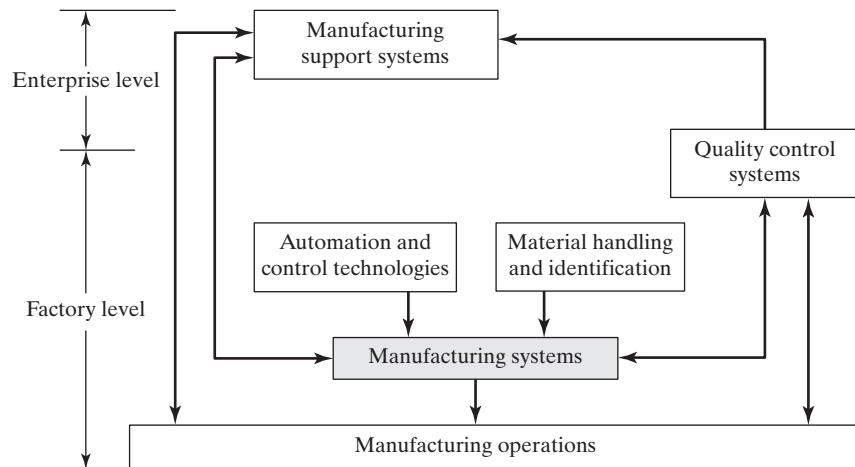 Manufacturing
support systems
Enterprise level
Quality control
systems
Automation and
control technologies
Material handling
and identification
Factory level
Manufacturing systems
Manufacturing operations